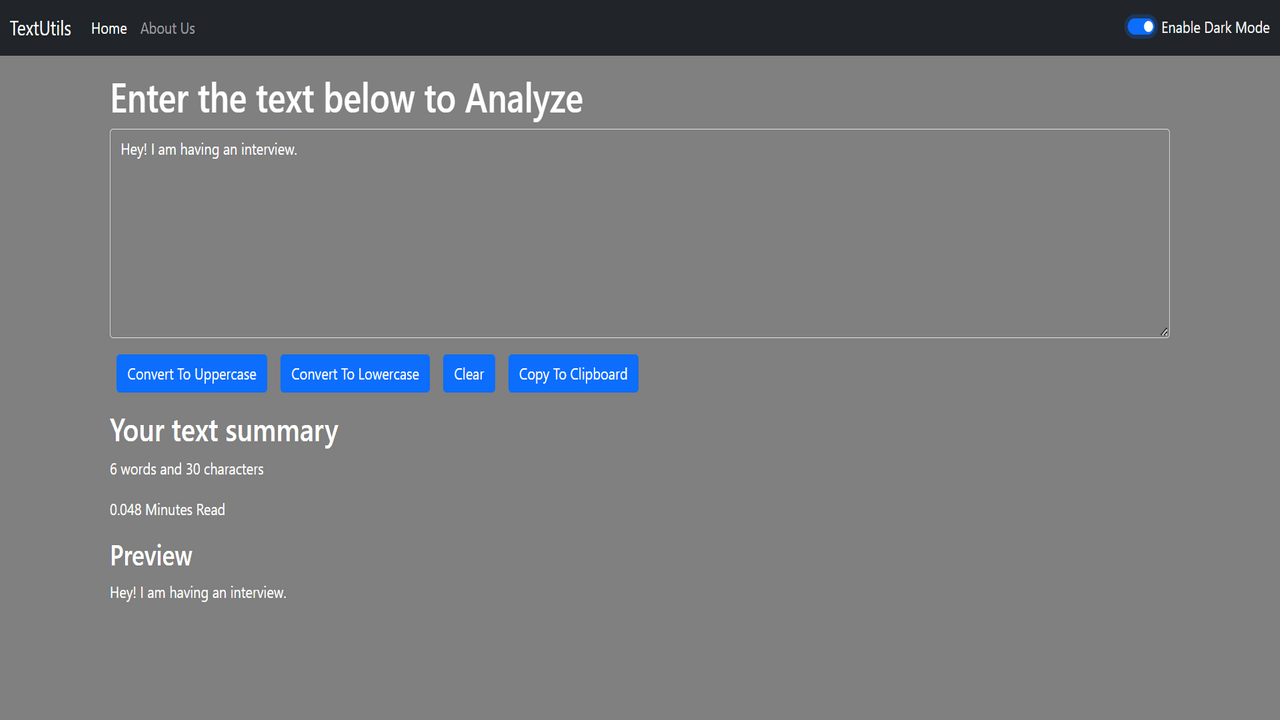 TextUtils Home About Us Enable Dark Mode
Enter the text below to Analyze
Hey! I am having an interview.
Convert To Uppercase Convert To Lowercase Clear Copy To Clipboard
Your text summary
6 words and 30 characters
0.048 Minutes Read
Preview
Hey! I am having an interview.